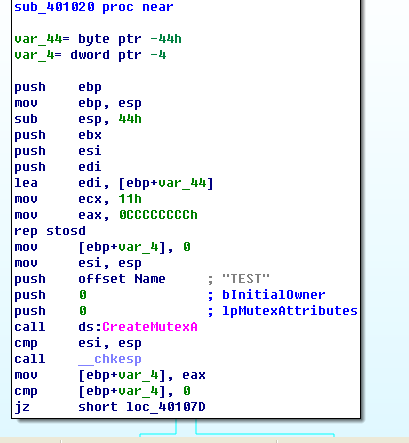 sub_401020 proc near
var_44= byte ptr -44h
var_4= dword ptr -4
push ebp
mov ebp, esp
sub esp, 44h
push ebx
push esi
push edi
lea edi, [ebp+var_44]
mov ecx, 11h
mov eax, 0CCCCCCCCh
rep stosd
mov [ebp+var_4], 0
mov esi, esp
push offset Name ; "TEST"
push 0 ; bInitialOwner
push 0 ; lpMutexAttributes
call ds:CreateMutexA
cmp esi, esp
call __chkesp
mov [ebp+var_4], eax
cmp [ebp+var_4], 0
jz short loc_40107D